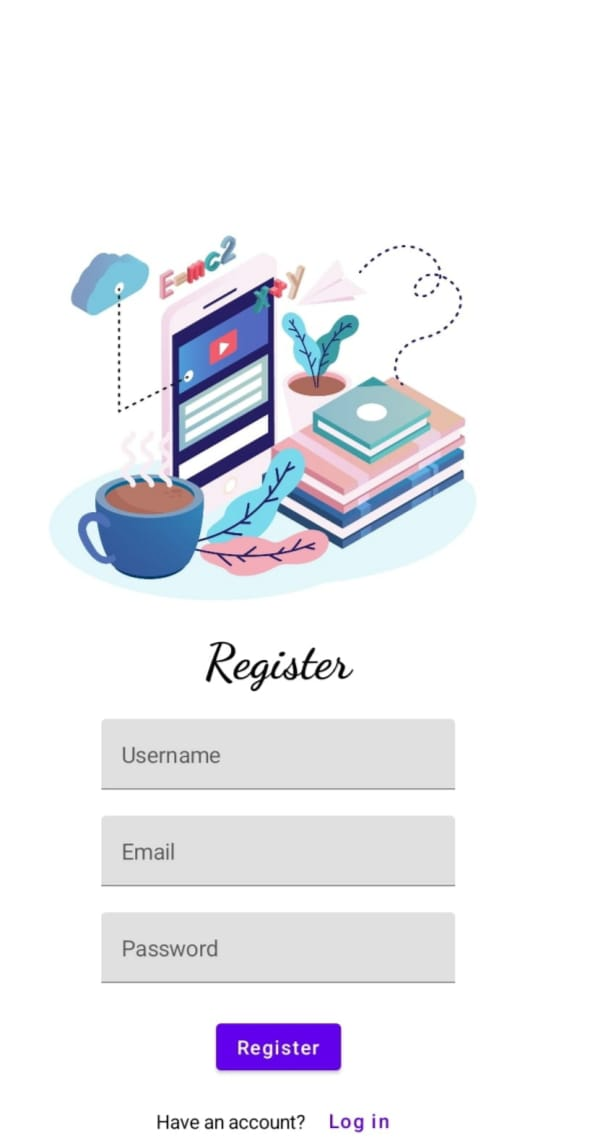 E=mc2
x+y
Register
Username
Email
Password
Register
Have an account? Log in